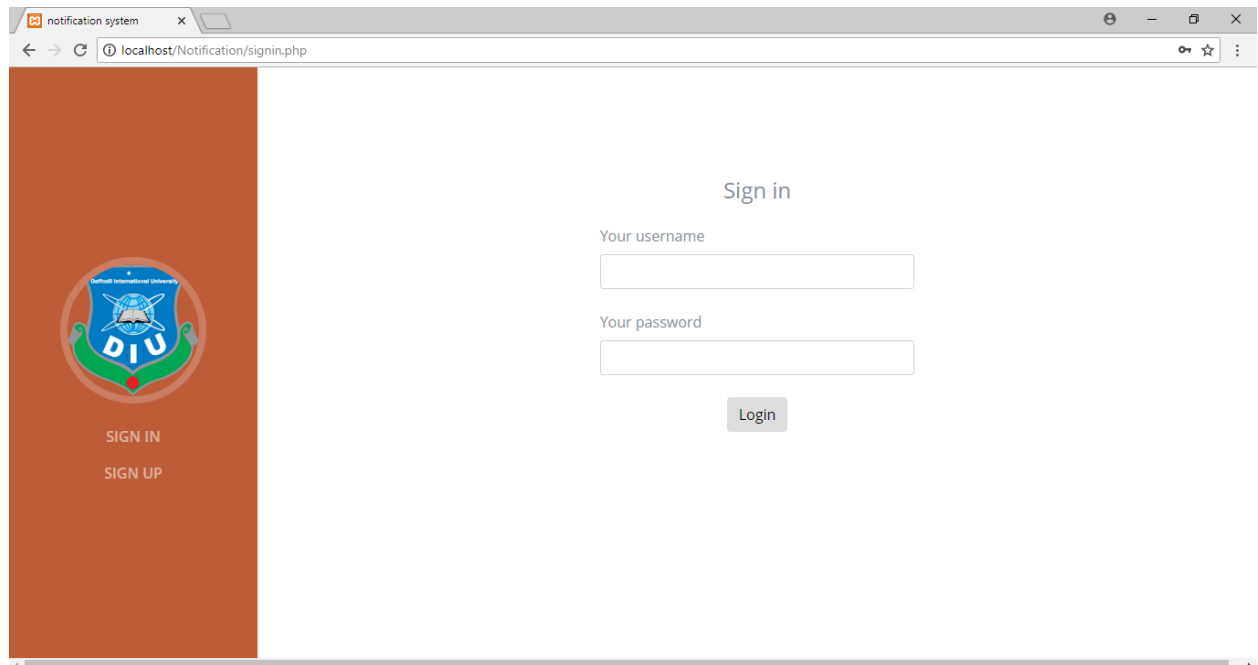 notification system
localhost/Notification/signin.php
Daffodil International University
DIU
SIGN IN
SIGN UP
Sign in
Your username
Your password
Login